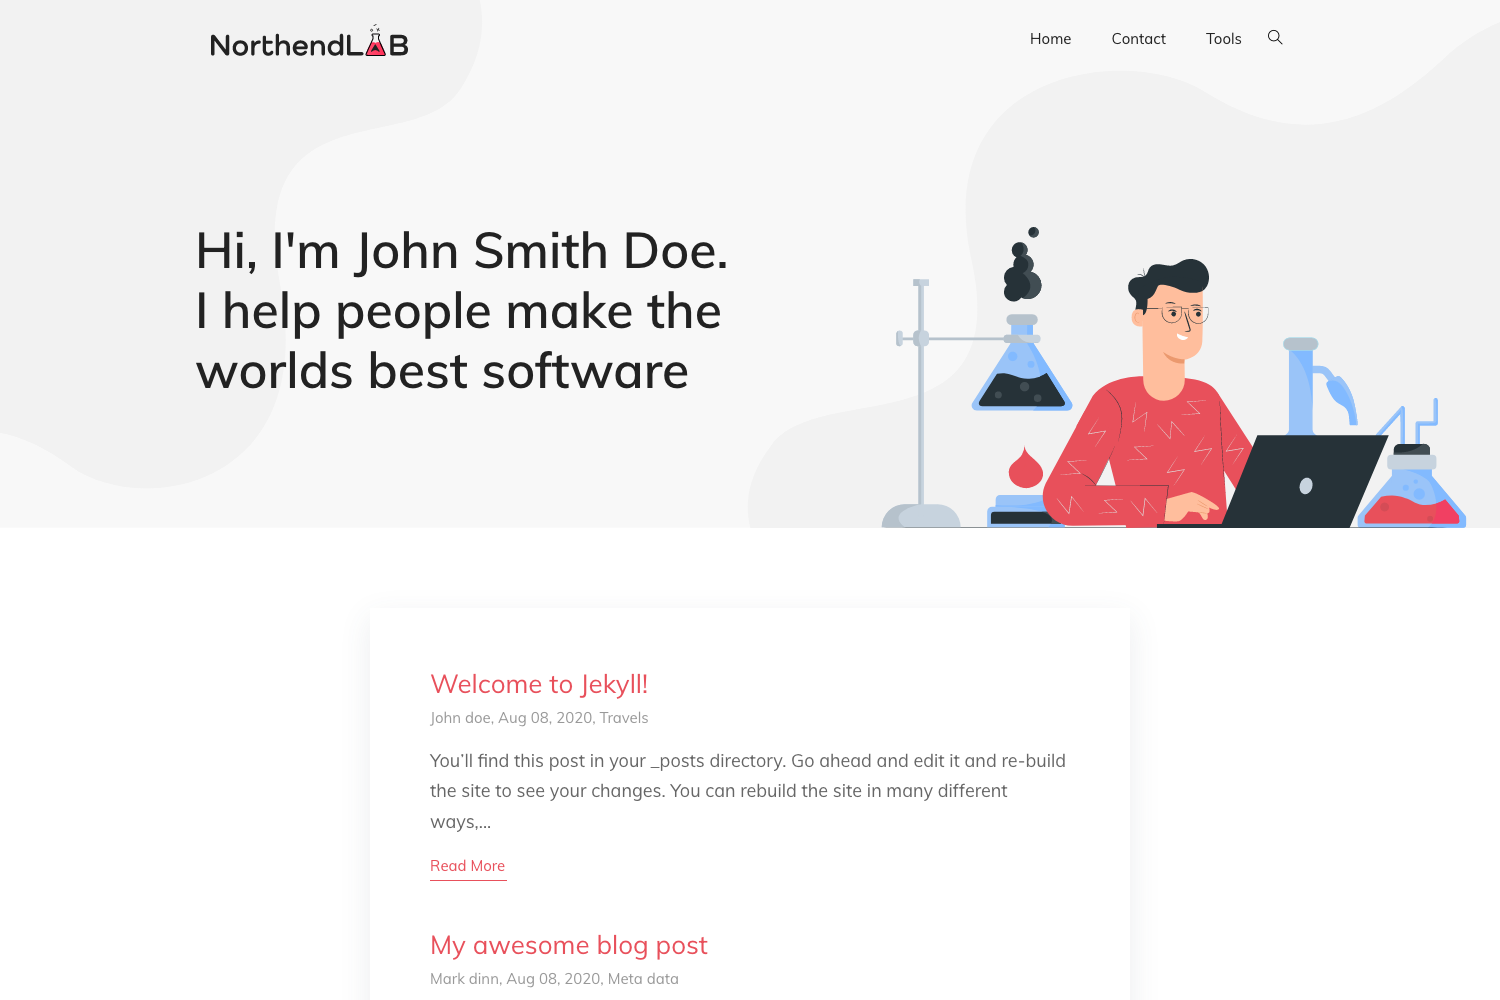 NorthendLAB
Home
Contact
Tools
Hi, I'm John Smith Doe.
I help people make the
worlds best software
Welcome to Jekyll!
John doe, Aug 08, 2020, Travels
You’ll find this post in your _posts directory. Go ahead and edit it and re-build
the site to see your changes. You can rebuild the site in many different
ways,...
Read More
My awesome blog post
Mark dinn, Aug 08, 2020, Meta data